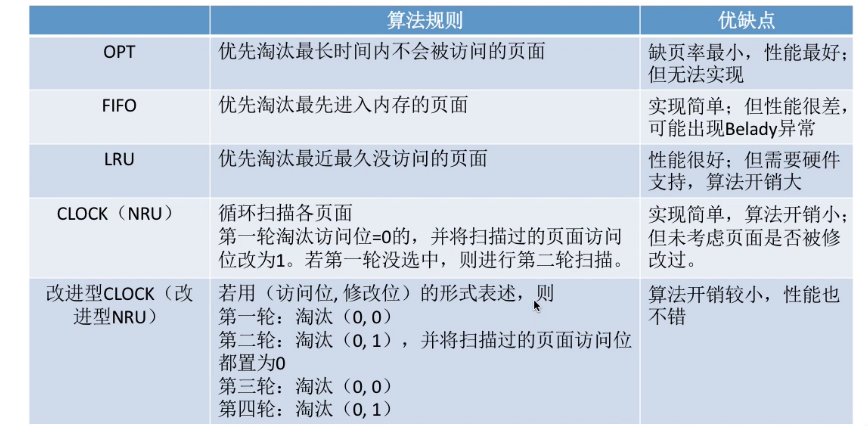 算法规则 优缺点
OPT 优先淘汰最长时间内不会被访问的页面 缺页率最小，性能最好；
但无法实现
FIFO 优先淘汰最先进入内存的页面 实现简单；但性能很差，
可能出现Belady异常
LRU 优先淘汰最近最久没访问的页面 性能很好；但需要硬件
支持，算法开销大
CLOCK（NRU） 循环扫描各页面
第一轮淘汰访问位=0的，并将扫描过的页面访问
位改为1。若第一轮没选中，则进行第二轮扫描。
实现简单，算法开销小；
但未考虑页面是否被修
改过。
改进型CLOCK（改
进型NRU）
若用（访问位, 修改位）的形式表述，则
第一轮：淘汰（0, 0）
第二轮：淘汰（0, 1），并将扫描过的页面访问位
都置为0
第三轮：淘汰（0, 0）
第四轮：淘汰（0, 1）
算法开销较小，性能也
不错